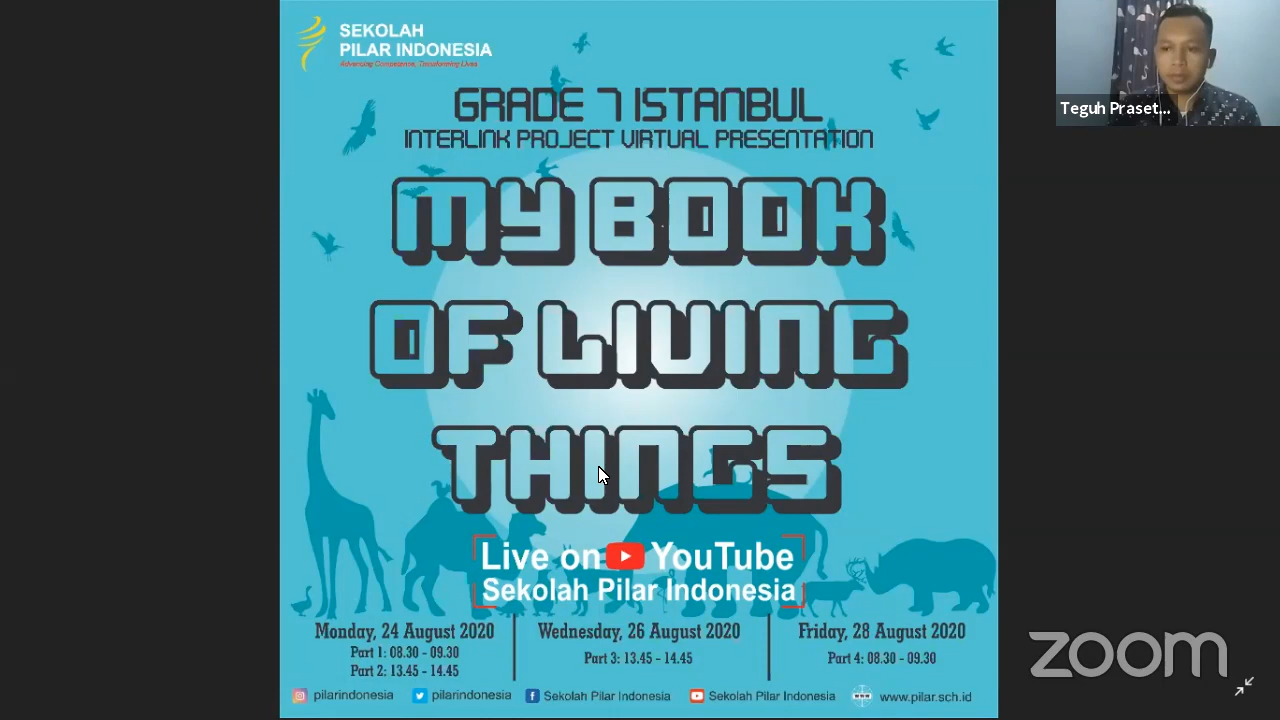 SEKOLAH
PILAR INDONESIA
Advancing Competence, Transforming Lives
GRADE 7 ISTANBUL
INTERLINK PROJECT VIRTUAL PRESENTATION
MY BOOK
OF LIVING
THINGS
Live on YouTube
Sekolah Pilar Indonesia
Monday, 24 August 2020
Part 1: 08.30 - 09.30
Part 2: 13.45 - 14.45
Wednesday, 26 August 2020
Part 3: 13.45 - 14.45
Friday, 28 August 2020
Part 4: 08.30 - 09.30
pilarindonesia
pilarindonesia
Sekolah Pilar Indonesia
Sekolah Pilar Indonesia
www.pilar.sch.id
Teguh Praset...
zoom